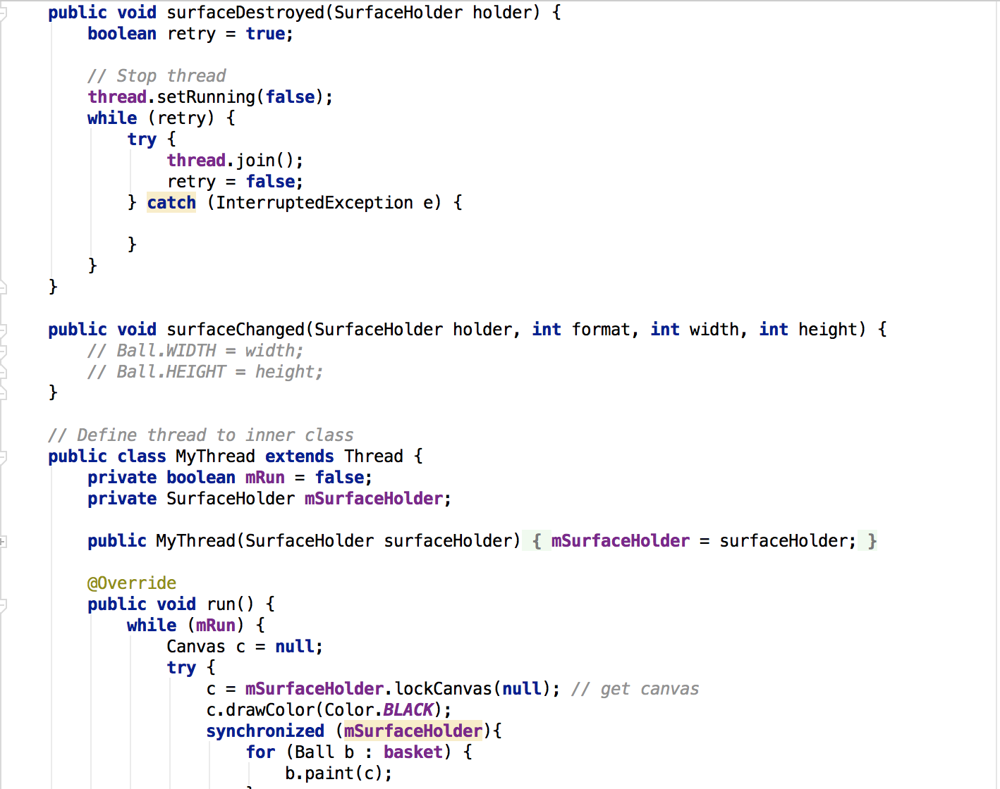 public void surfaceDestroyed(SurfaceHolder holder) {
boolean retry = true;
// Stop thread
thread.setRunning(false);
while (retry) {
try {
thread.join();
retry = false;
} catch (InterruptedException e) {
}
}
}
public void surfaceChanged(SurfaceHolder holder, int format, int width, int height) {
// Ball.WIDTH = width;
// Ball.HEIGHT = height;
}
// Define thread to inner class
public class MyThread extends Thread {
private boolean mRun = false;
private SurfaceHolder mSurfaceHolder;
public MyThread(SurfaceHolder surfaceHolder) { mSurfaceHolder = surfaceHolder; }
@Override
public void run() {
while (mRun) {
Canvas c = null;
try {
c = mSurfaceHolder.lockCanvas(null); // get canvas
c.drawColor(Color.BLACK);
synchronized (mSurfaceHolder){
for (Ball b : basket) {
b.paint(c);